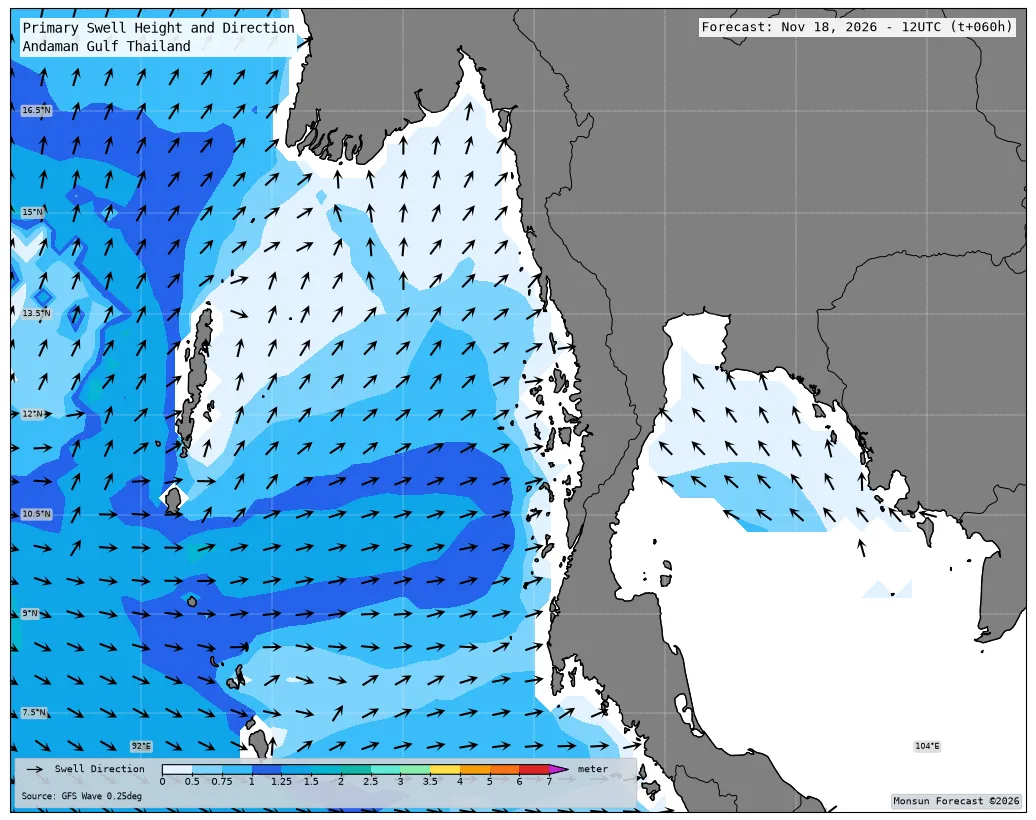 Primary Swell Height and Direction
Andaman Gulf Thailand
Forecast: Nov 18, 2026 - 12UTC (t+060h)
16.5°N
15°N
13.5°N
12°N
10.5°N
9°N
7.5°N
92°E
104°E
Swell Direction
meter
0 0.5 0.75 1 1.25 1.5 2 2.5 3 3.5 4 5 6 7
Source: GFS Wave 0.25deg
Monsun Forecast ©2026